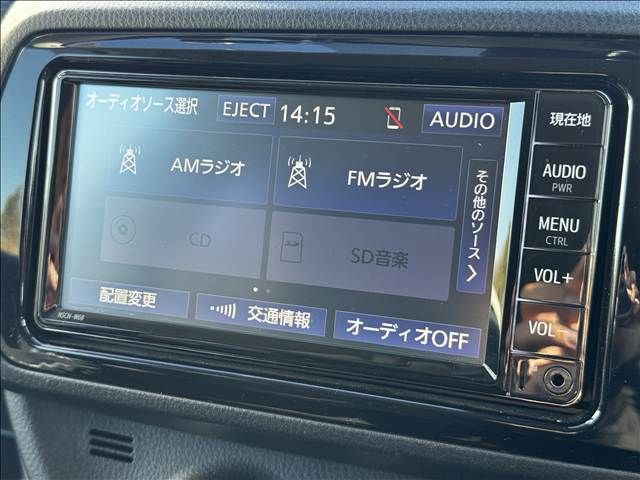 オーディオソース選択 EJECT 14:15 AUDIO
AMラジオ FMラジオ
CD SD音楽
その他のソース
配置変更 交通情報 オーディオOFF
NSCN-W68
現在地
AUDIO
PWR
MENU
CTRL
VOL+
VOL-